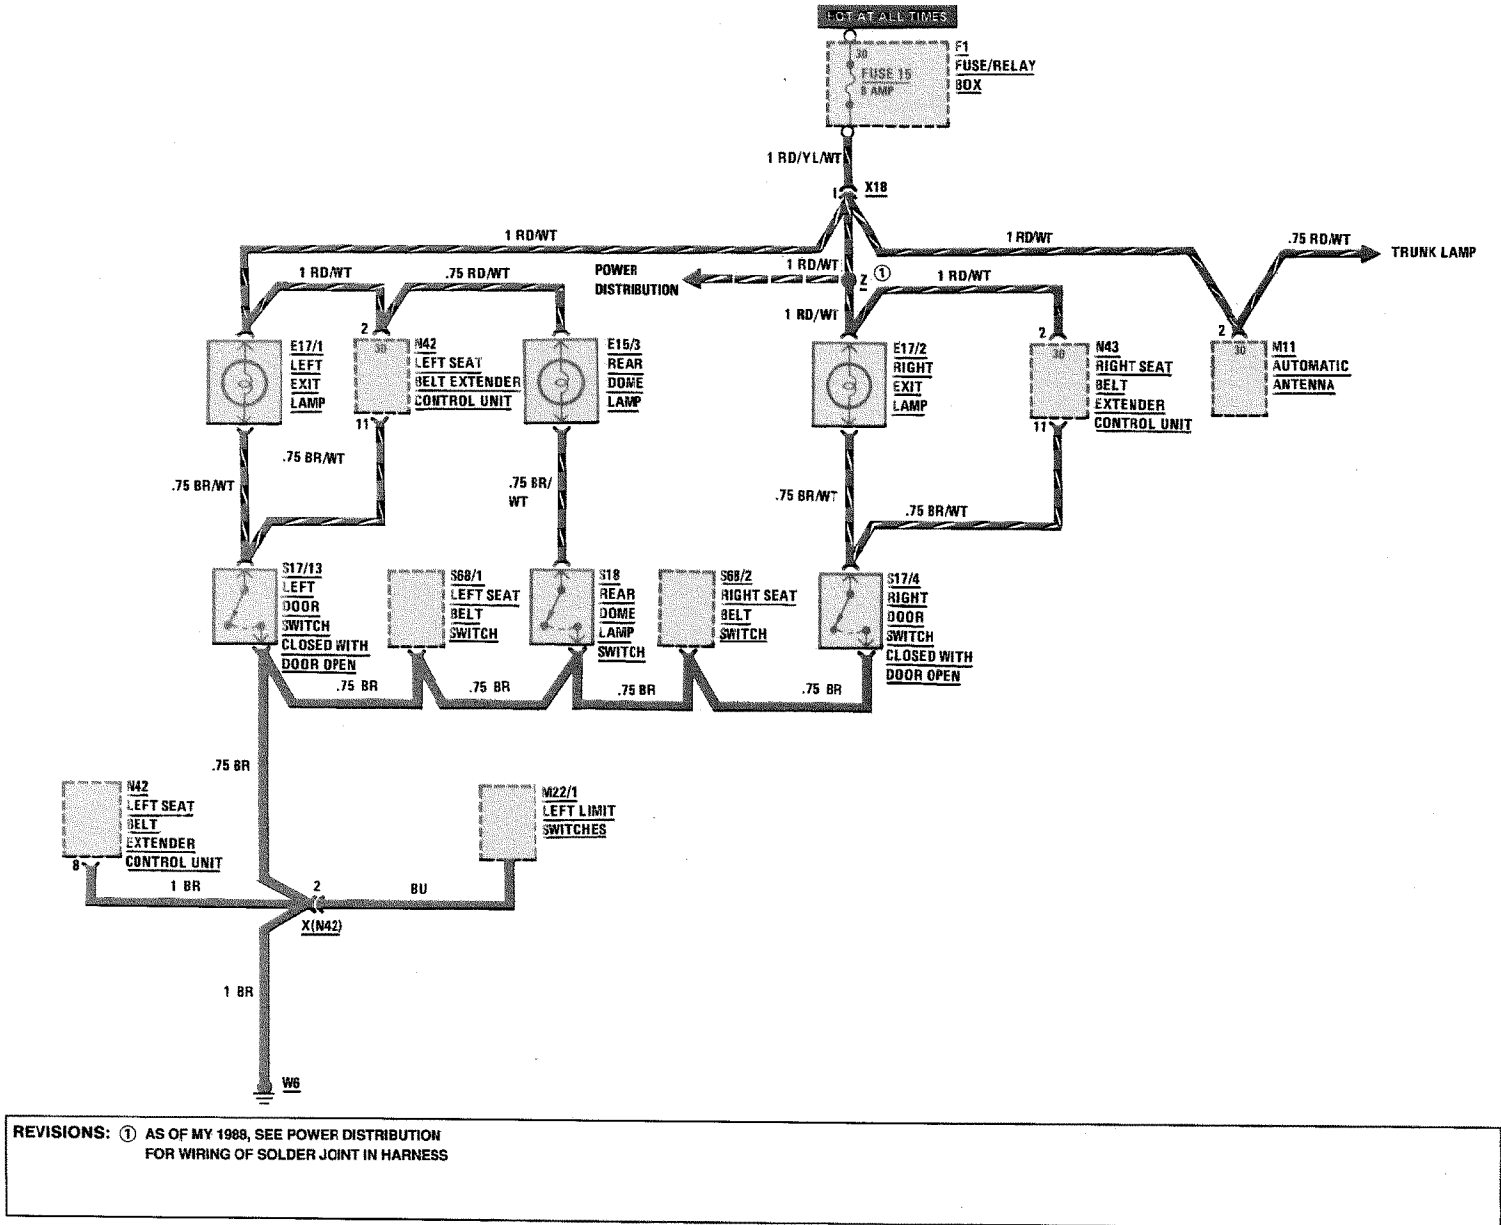 HOT AT ALL TIMES
30
FUSE 15
8 AMP
F1
FUSE/RELAY
BOX
1 RD/YL/WT
1
X18
1 RD/WT
1 RD/WT
.75 RD/WT
TRUNK LAMP
1 RD/WT
.75 RD/WT
POWER
DISTRIBUTION
1 RD/WT
Z
①
1 RD/WT
1 RD/WT
E17/1
LEFT
EXIT
LAMP
2
30
N42
LEFT SEAT
BELT EXTENDER
CONTROL UNIT
11
E15/3
REAR
DOME
LAMP
E17/2
RIGHT
EXIT
LAMP
2
30
N43
RIGHT SEAT
BELT
EXTENDER
CONTROL UNIT
11
2
30
M11
AUTOMATIC
ANTENNA
.75 BR/WT
.75 BR/WT
.75 BR/
WT
.75 BR/WT
.75 BR/WT
S17/13
LEFT
DOOR
SWITCH
CLOSED WITH
DOOR OPEN
S68/1
LEFT SEAT
BELT
SWITCH
S18
REAR
DOME
LAMP
SWITCH
S68/2
RIGHT SEAT
BELT
SWITCH
S17/4
RIGHT
DOOR
SWITCH
CLOSED WITH
DOOR OPEN
.75 BR
.75 BR
.75 BR
.75 BR
.75 BR
N42
LEFT SEAT
BELT
EXTENDER
CONTROL UNIT
8
M22/1
LEFT LIMIT
SWITCHES
1 BR
2
BU
X(N42)
1 BR
W6
REVISIONS: ① AS OF MY 1988, SEE POWER DISTRIBUTION
FOR WIRING OF SOLDER JOINT IN HARNESS